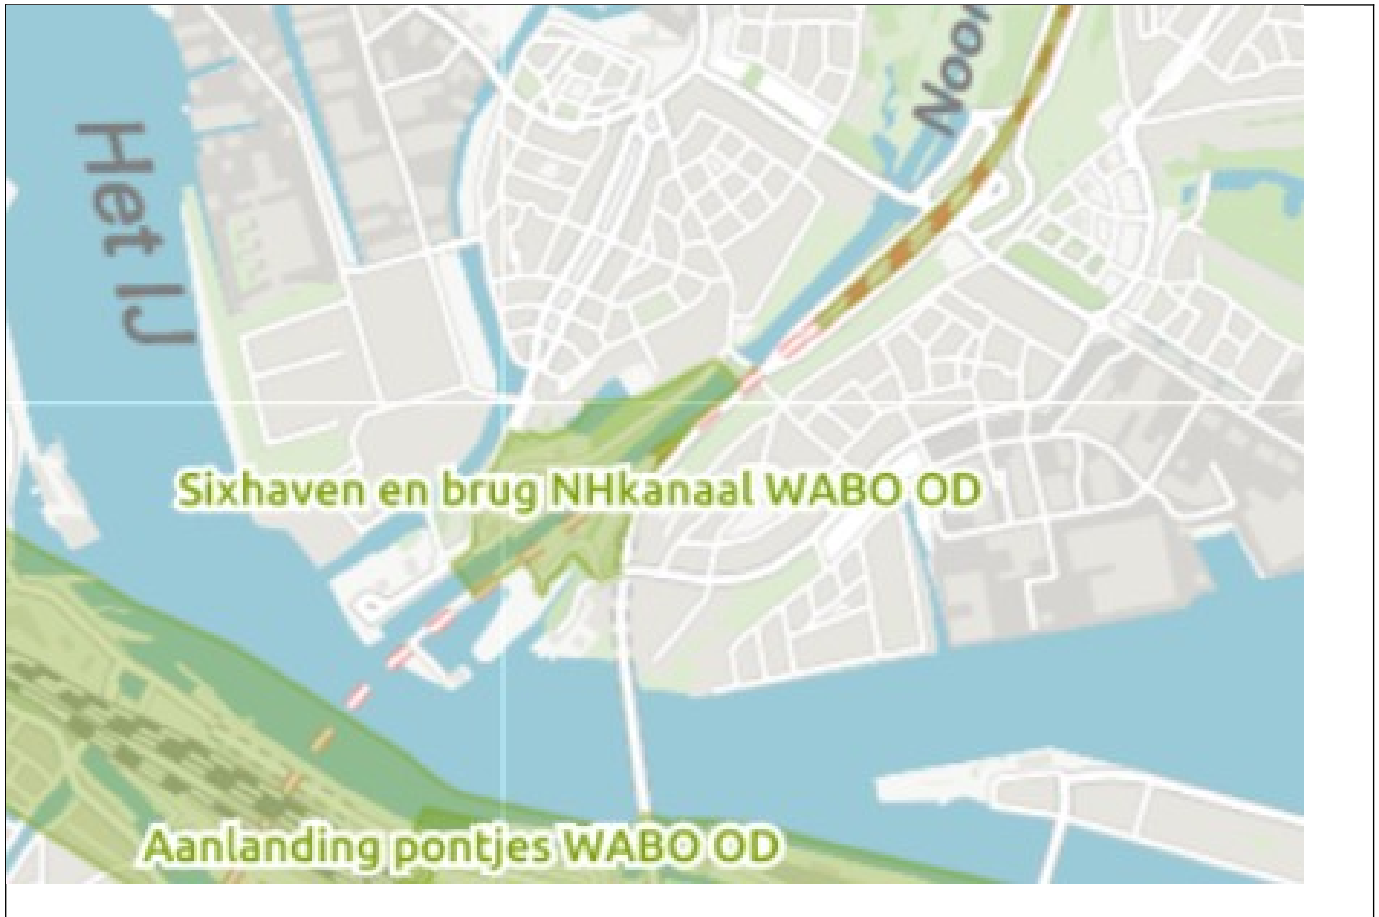 Noor
Het IJ
Sixhaven en brug NHkanaal WABO OD
Aanlanding pontjes WABO OD